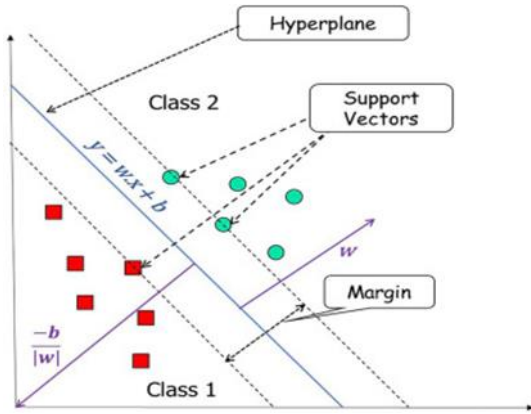 Hyperplane
Class 2
Support
Vectors
y=wx+b
w
Margin
-b
|w|
Class 1